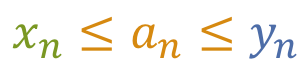 xₙ ≤ aₙ ≤ yₙ